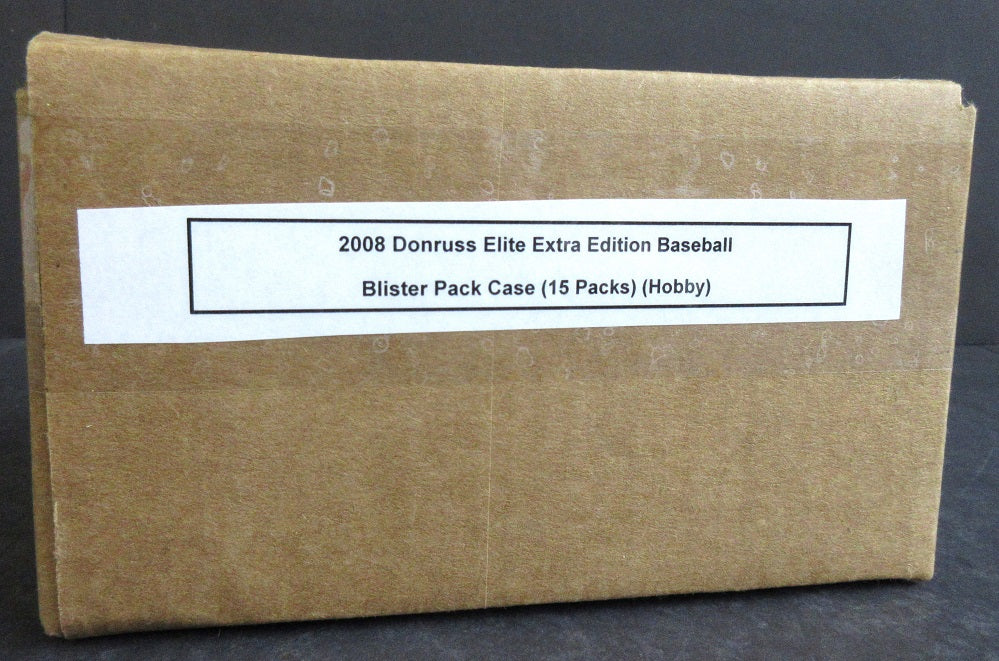 2008 Donruss Elite Extra Edition Baseball
Blister Pack Case (15 Packs) (Hobby)